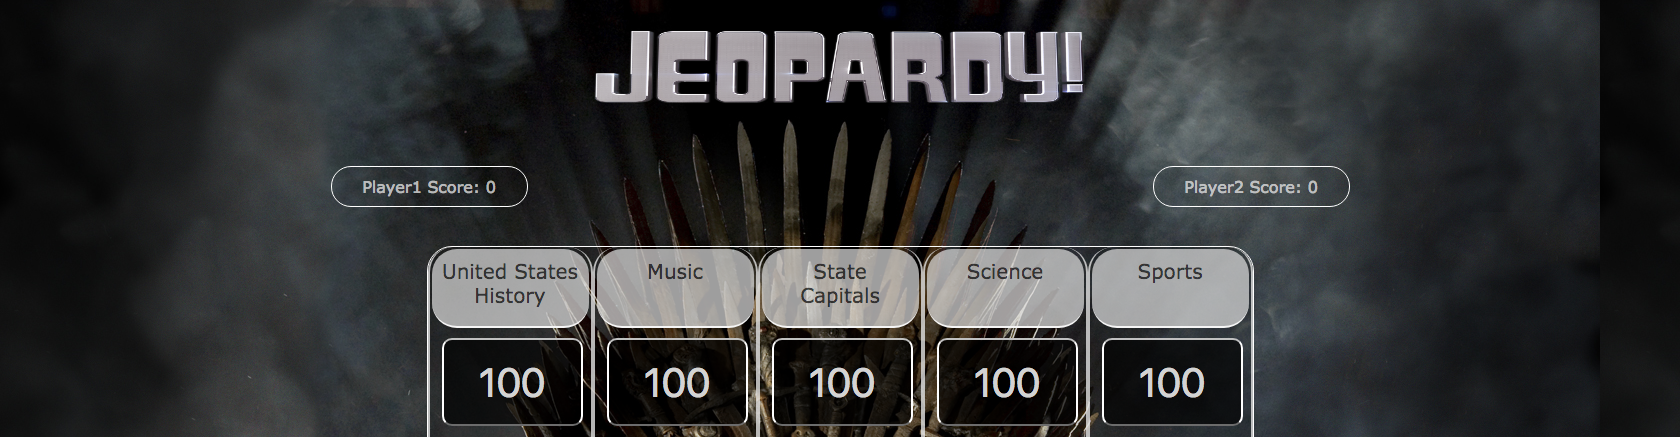 JEOPARDY!
Player1 Score: 0
Player2 Score: 0
United States
History
Music
State
Capitals
Science
Sports
100
100
100
100
100